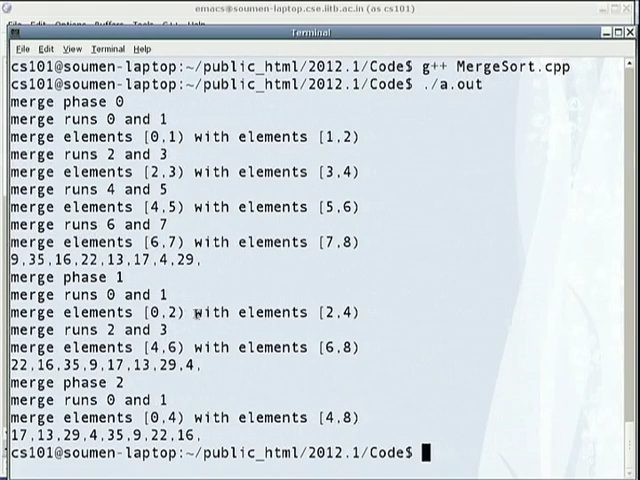 emacs@soumen-laptop.cse.iitb.ac.in (as cs101)
Terminal
File Edit View Terminal Help
cs101@soumen-laptop:~/public_html/2012.1/Code$ g++ MergeSort.cpp
cs101@soumen-laptop:~/public_html/2012.1/Code$ ./a.out
merge phase 0
merge runs 0 and 1
merge elements [0,1) with elements [1,2)
merge runs 2 and 3
merge elements [2,3) with elements [3,4)
merge runs 4 and 5
merge elements [4,5) with elements [5,6)
merge runs 6 and 7
merge elements [6,7) with elements [7,8)
9,35,16,22,13,17,4,29,
merge phase 1
merge runs 0 and 1
merge elements [0,2) with elements [2,4)
merge runs 2 and 3
merge elements [4,6) with elements [6,8)
22,16,35,9,17,13,29,4,
merge phase 2
merge runs 0 and 1
merge elements [0,4) with elements [4,8)
17,13,29,4,35,9,22,16,
cs101@soumen-laptop:~/public_html/2012.1/Code$